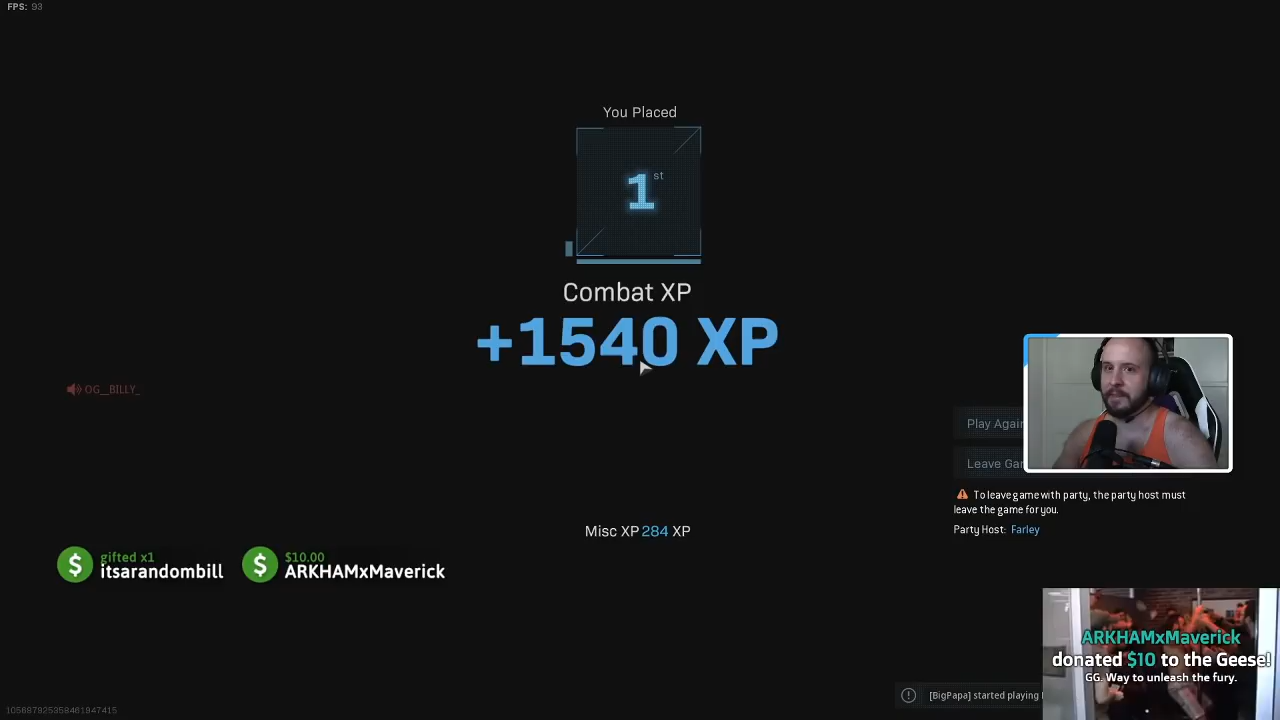 FPS: 93
You Placed
1st
Combat XP
+1540 XP
OG__BILLY_
Play Again
Leave
To leave game with party, the party host must
leave the game for you.
Party Host: Farley
Misc XP 284 XP
gifted x1
itsarandombill
$10.00
ARKHAMxMaverick
ARKHAMxMaverick
donated $10 to the Geese!
GG. Way to unleash the fury.
[BigPapa] started playing